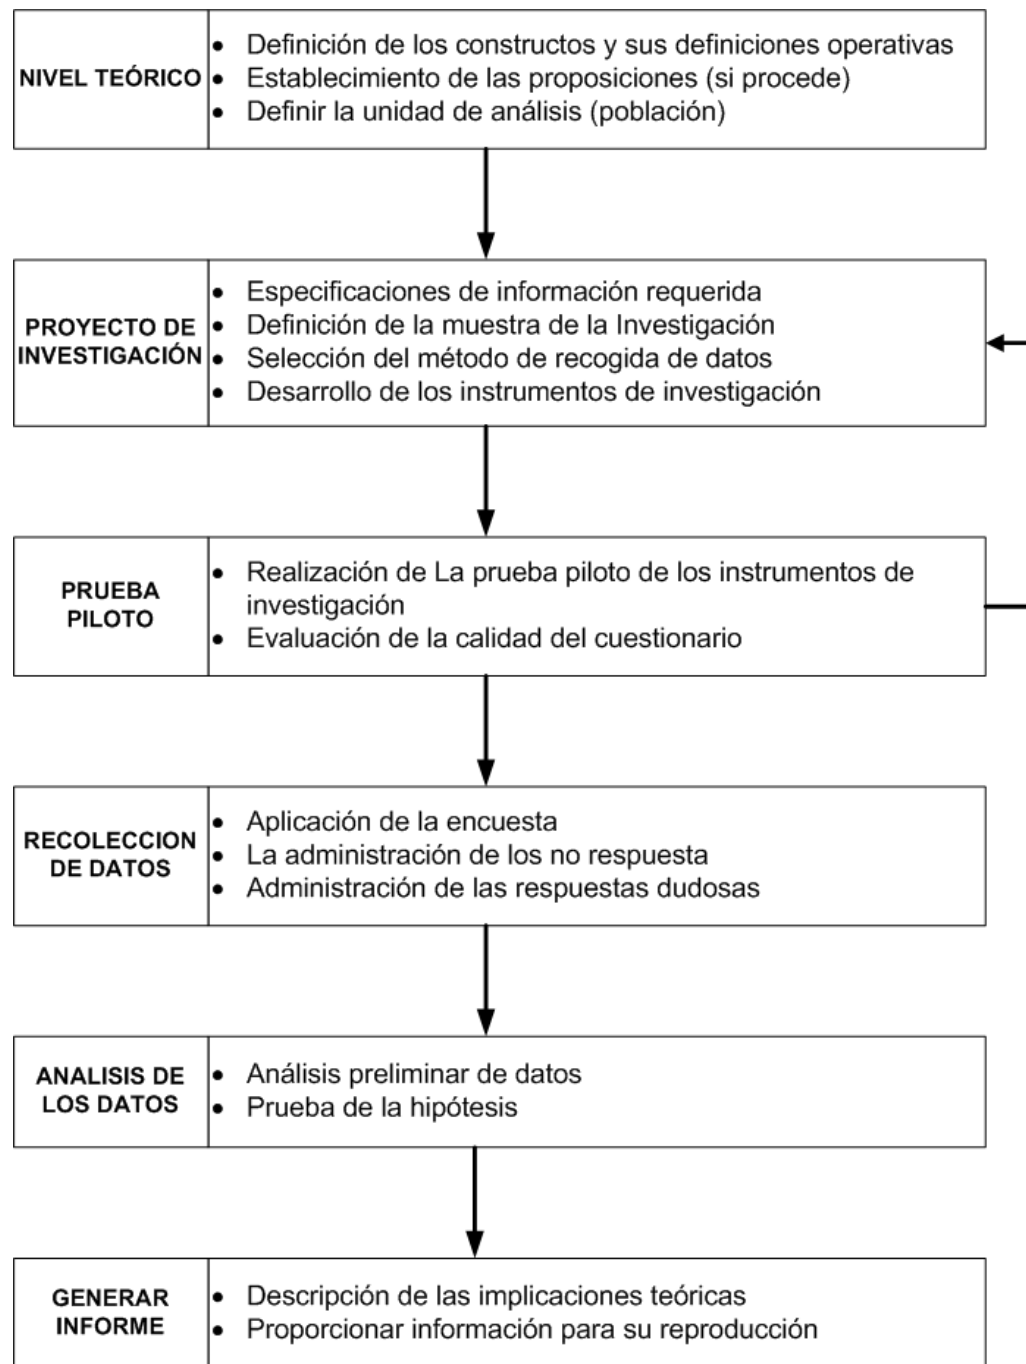 NIVEL TEÓRICO
• Definición de los constructos y sus definiciones operativas
• Establecimiento de las proposiciones (si procede)
• Definir la unidad de análisis (población)
PROYECTO DE
INVESTIGACIÓN
• Especificaciones de información requerida
• Definición de la muestra de la Investigación
• Selección del método de recogida de datos
• Desarrollo de los instrumentos de investigación
PRUEBA
PILOTO
• Realización de La prueba piloto de los instrumentos de
investigación
• Evaluación de la calidad del cuestionario
RECOLECCION
DE DATOS
• Aplicación de la encuesta
• La administración de los no respuesta
• Administración de las respuestas dudosas
ANALISIS DE
LOS DATOS
• Análisis preliminar de datos
• Prueba de la hipótesis
GENERAR
INFORME
• Descripción de las implicaciones teóricas
• Proporcionar información para su reproducción